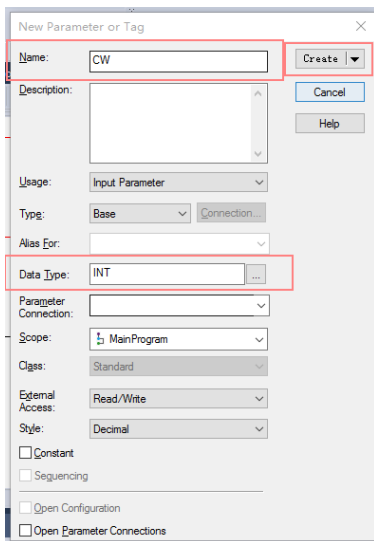 New Parameter or Tag
Name: CW Create
Description: Cancel
Help
Usage: Input Parameter
Type: Base Connection...
Alias For:
Data Type: INT ...
Parameter
Connection:
Scope: MainProgram
Class: Standard
External
Access: Read/Write
Style: Decimal
Constant
Sequencing
Open Configuration
Open Parameter Connections